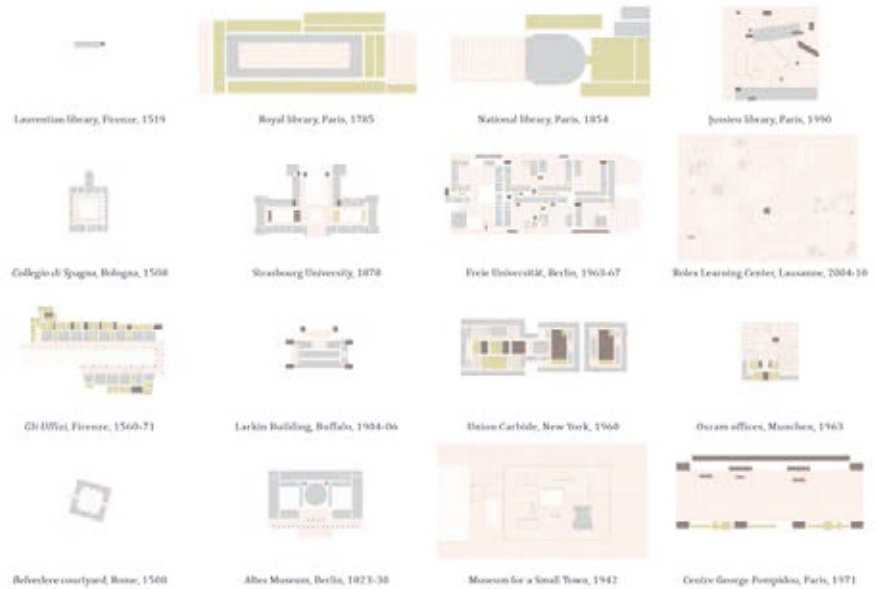 Laurentian library, Firenze, 1519
Royal library, Paris, 1785
National library, Paris, 1854
Jussieu library, Paris, 1990
Collegio di Spagna, Bologna, 1508
Strasbourg University, 1878
Freie Universität, Berlin, 1963-67
Rolex Learning Center, Lausanne, 2004-10
Gli Uffizi, Firenze, 1560-71
Larkin Building, Buffalo, 1904-06
Union Carbide, New York, 1960
Osram offices, Munchen, 1963
Belvedere courtyard, Rome, 1508
Altes Museum, Berlin, 1823-30
Museum for a Small Town, 1942
Centre George Pompidou, Paris, 1971